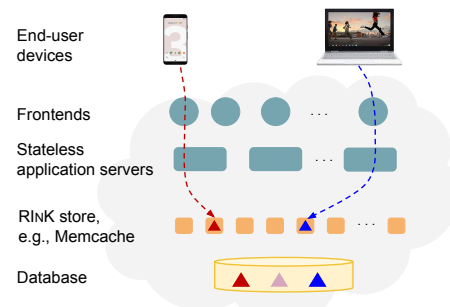 End-user
devices
Frontends
...
Stateless
application servers
...
RINK store,
e.g., Memcache
...
Database